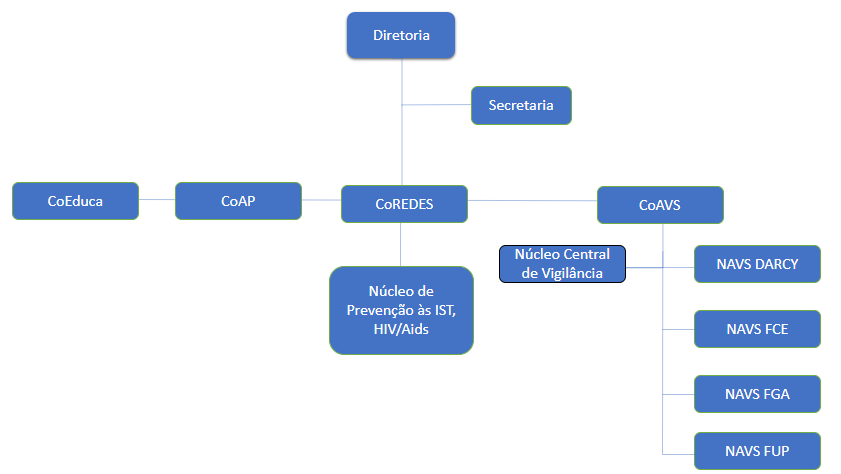 Diretoria
Secretaria
CoEduca
CoAP
CoREDES
CoAVS
Núcleo Central
de Vigilância
NAVS DARCY
Núcleo de
Prevenção às IST,
HIV/Aids
NAVS FCE
NAVS FGA
NAVS FUP